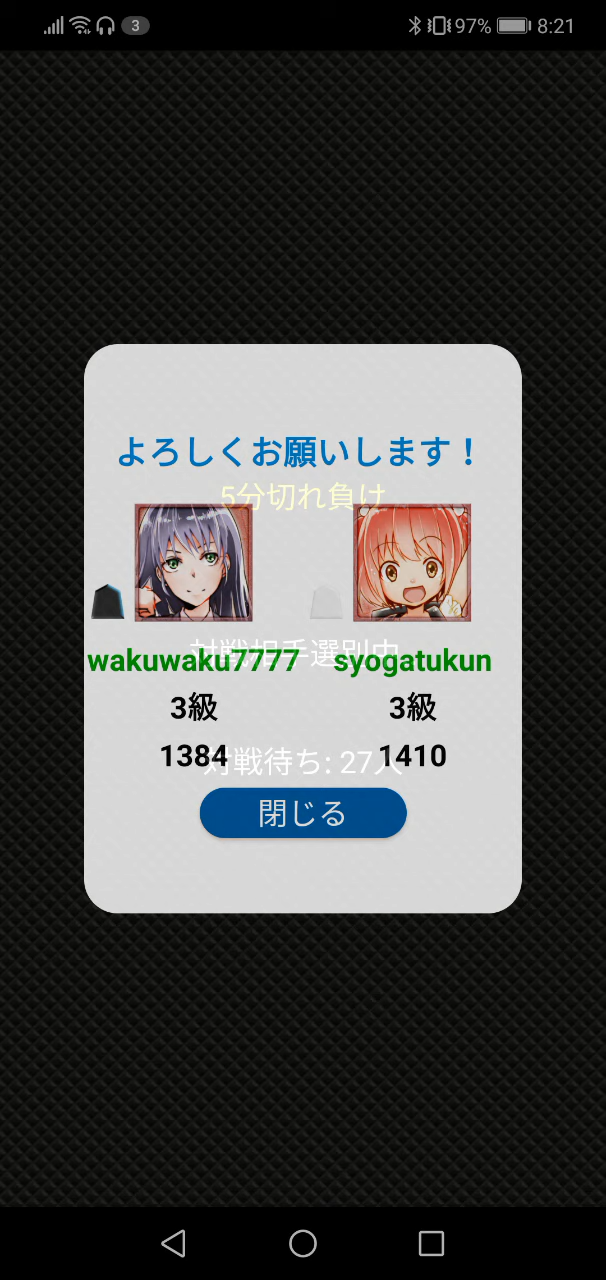 3 97% 8:21
よろしくお願いします！
5分切れ負け
対戦相手選別中
wakuwaku7777 syogatukun
3級 3級
1384 1410
対戦待ち: 27人
閉じる